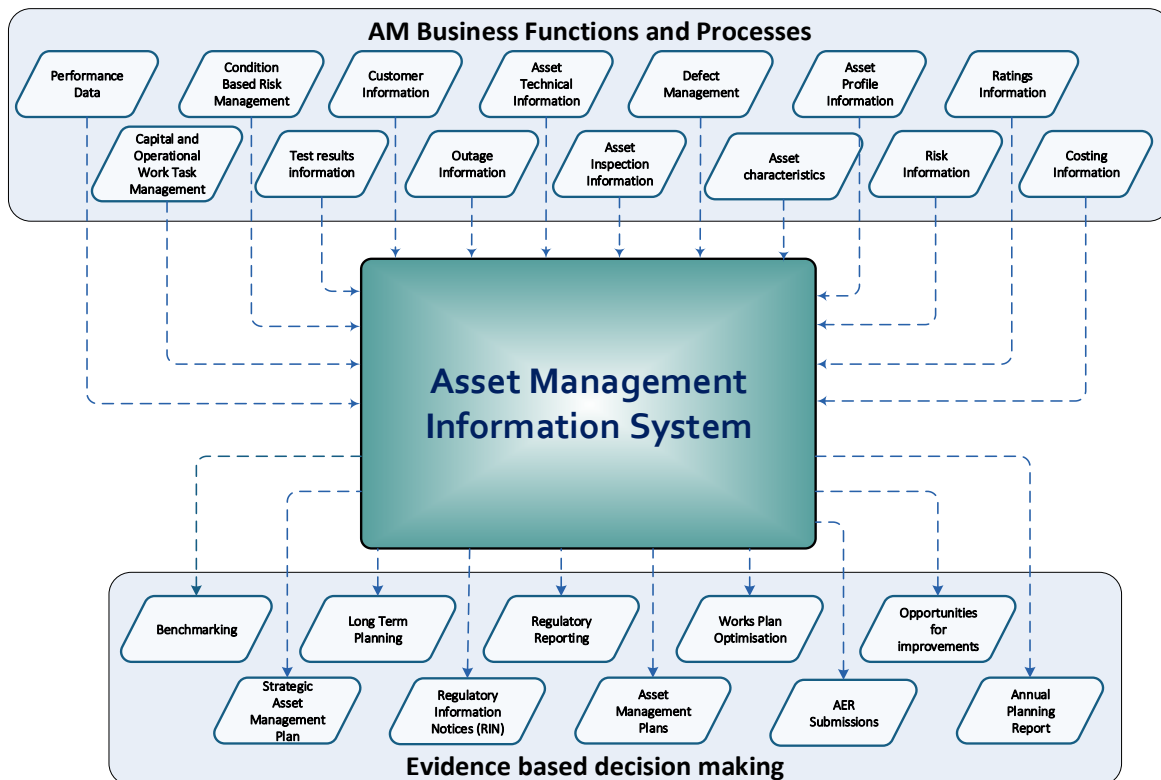 AM Business Functions and Processes
Performance
Data
Condition
Based Risk
Management
Customer
Information
Asset
Technical
Information
Defect
Management
Asset
Profile
Information
Ratings
Information
Capital and
Operational
Work Task
Management
Test results
information
Outage
Information
Asset
Inspection
Information
Asset
characteristics
Risk
Information
Costing
Information
Asset Management
Information System
Benchmarking
Long Term
Planning
Regulatory
Reporting
Works Plan
Optimisation
Opportunities
for
improvements
Strategic
Asset
Management
Plan
Regulatory
Information
Notices (RIN)
Asset
Management
Plans
AER
Submissions
Annual
Planning
Report
Evidence based decision making